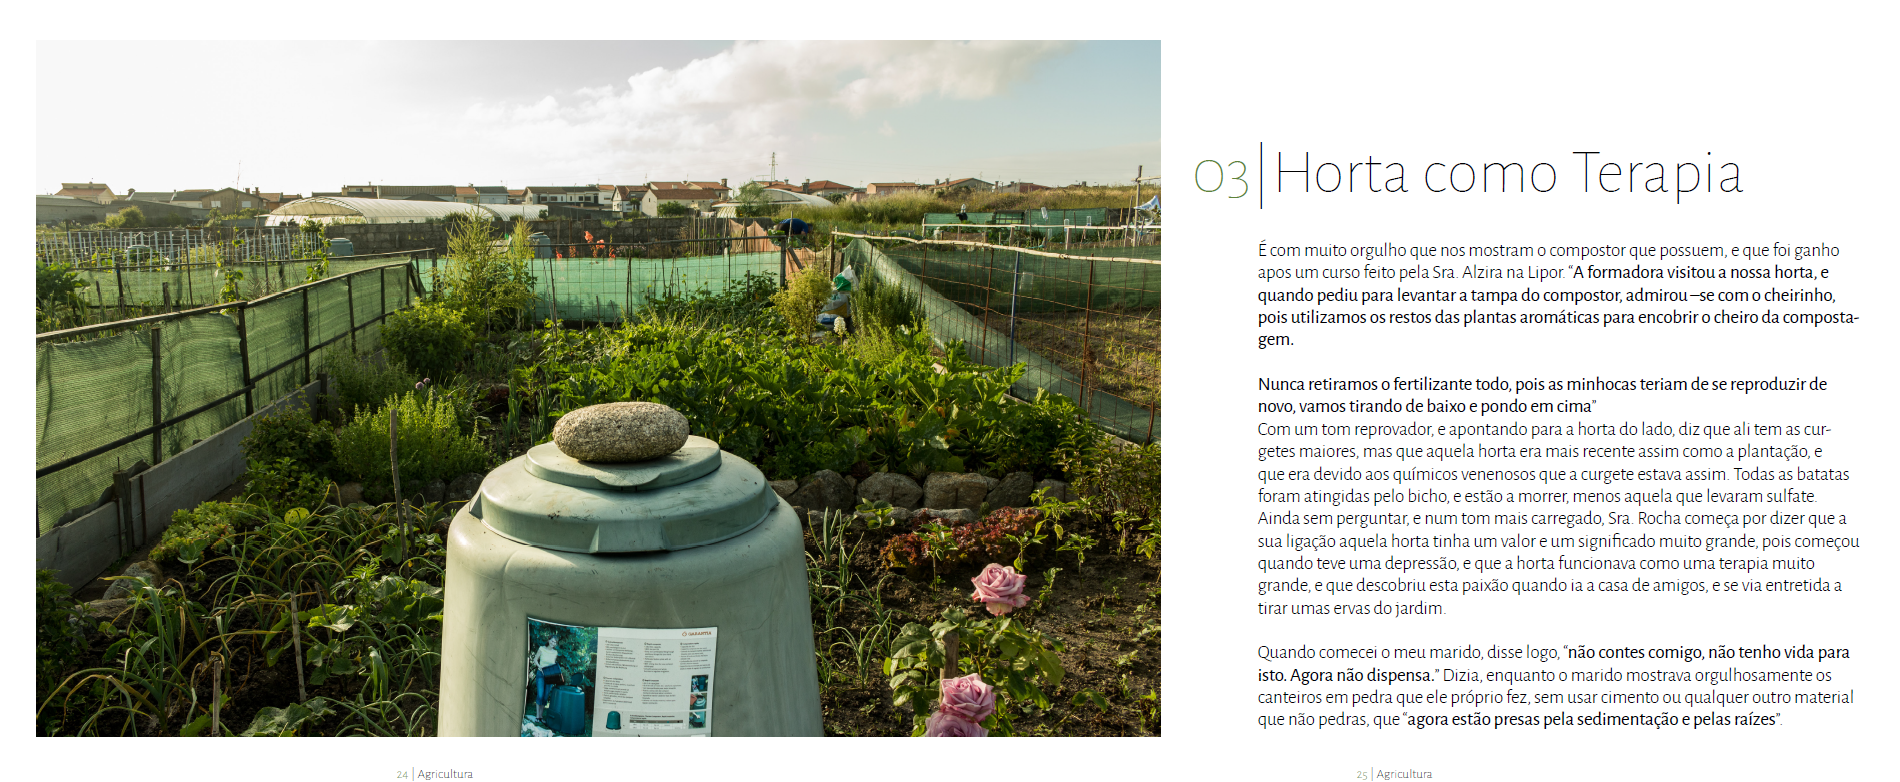 GARANTIA
24 | Agricultura
03 | Horta como Terapia
É com muito orgulho que nos mostram o compostor que possuem, e que foi ganho
apos um curso feito pela Sra. Alzira na Lipor. “A formadora visitou a nossa horta, e
quando pediu para levantar a tampa do compostor, admirou –se com o cheirinho,
pois utilizamos os restos das plantas aromáticas para encobrir o cheiro da composta-
gem.
Nunca retiramos o fertilizante todo, pois as minhocas teriam de se reproduzir de
novo, vamos tirando de baixo e pondo em cima”
Com um tom reprovador, e apontando para a horta do lado, diz que ali tem as cur-
getes maiores, mas que aquela horta era mais recente assim como a plantação, e
que era devido aos químicos venenosos que a curgete estava assim. Todas as batatas
foram atingidas pelo bicho, e estão a morrer, menos aquela que levaram sulfate.
Ainda sem perguntar, e num tom mais carregado, Sra. Rocha começa por dizer que a
sua ligação aquela horta tinha um valor e um significado muito grande, pois começou
quando teve uma depressão, e que a horta funcionava como uma terapia muito
grande, e que descobriu esta paixão quando ia a casa de amigos, e se via entretida a
tirar umas ervas do jardim.
Quando comecei o meu marido, disse logo, “não contes comigo, não tenho vida para
isto. Agora não dispensa.” Dizia, enquanto o marido mostrava orgulhosamente os
canteiros em pedra que ele próprio fez, sem usar cimento ou qualquer outro material
que não pedras, que “agora estão presas pela sedimentação e pelas raízes”.
25 | Agricultura